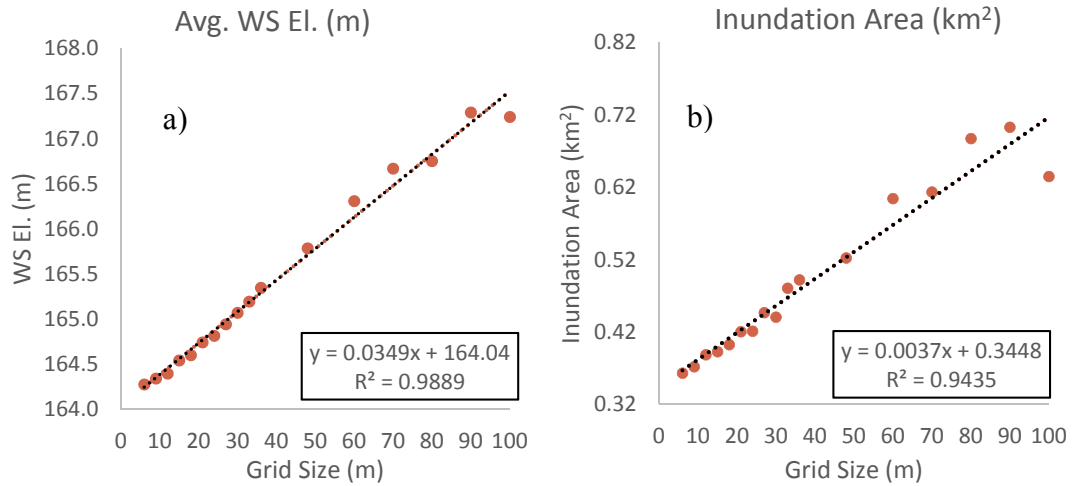 Avg. WS El. (m)
168.0
167.5
167.0
166.5
166.0
165.5
165.0
164.5
164.0
WS El. (m)
a)
y = 0.0349x + 164.04
R² = 0.9889
0 10 20 30 40 50 60 70 80 90 100
Grid Size (m)
Inundation Area (km²)
0.82
0.72
0.62
0.52
0.42
0.32
Inundation Area (km²)
b)
y = 0.0037x + 0.3448
R² = 0.9435
0 10 20 30 40 50 60 70 80 90 100
Grid Size (m)